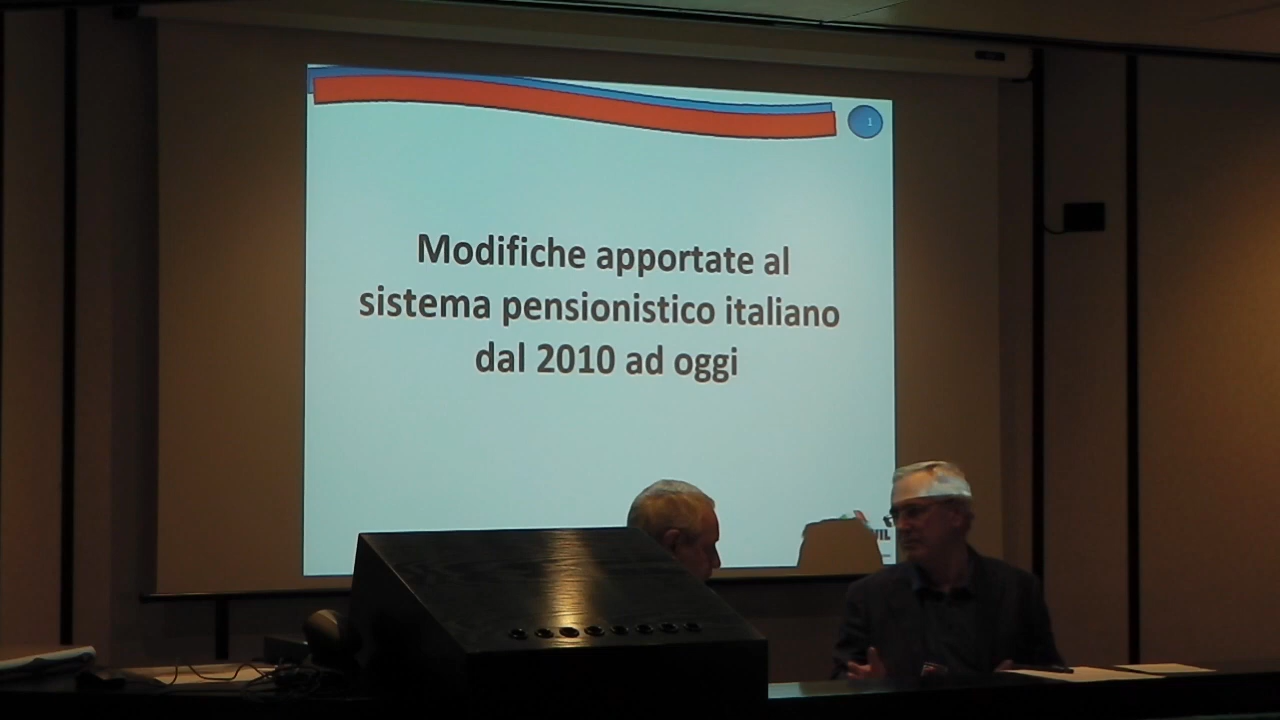 1
Modifiche apportate al
sistema pensionistico italiano
dal 2010 ad oggi